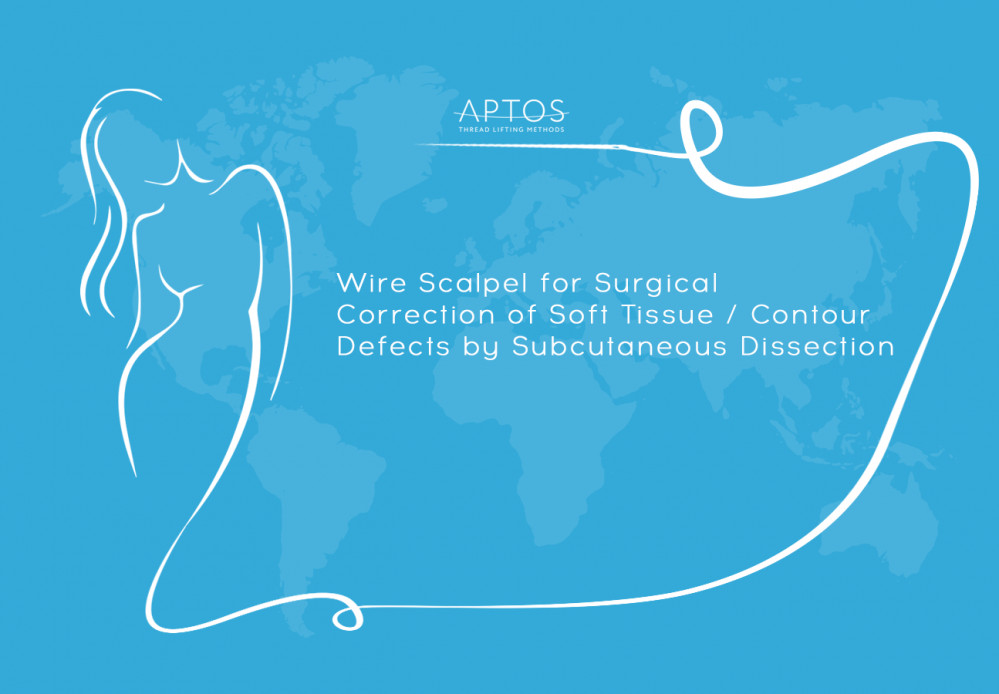 APTOS
THREAD LIFTING METHODS
Wire Scalpel for Surgical
Correction of Soft Tissue / Contour
Defects by Subcutaneous Dissection